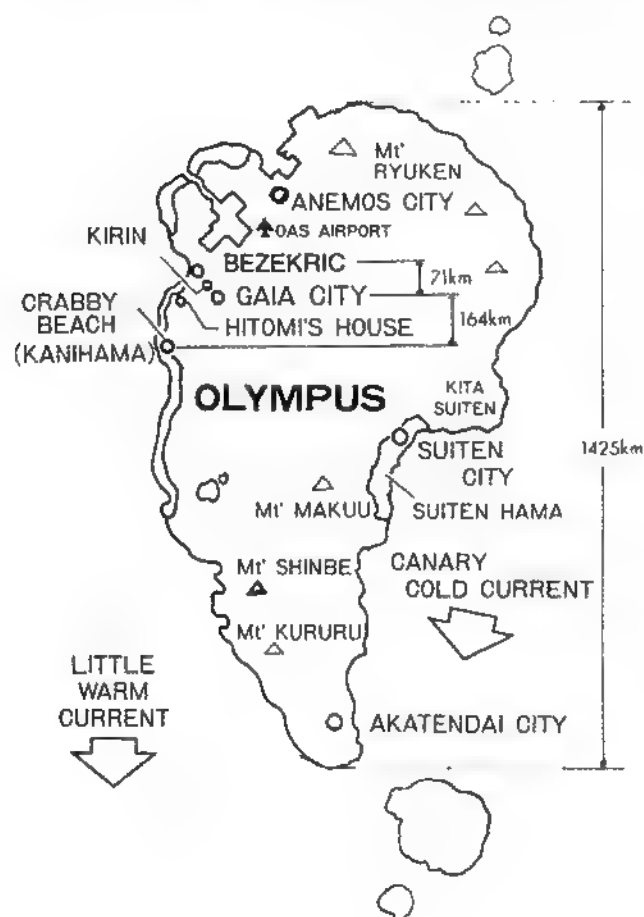 Mt' RYUKEN
ANEMOS CITY
OAS AIRPORT
KIRIN
BEZEKRIC
71km
GAIA CITY
CRABBY
BEACH
(KANIHAMA)
HITOMI'S HOUSE
164km
OLYMPUS
KITA
SUITEN
1425km
SUITEN
CITY
Mt' MAKUU
SUITEN HAMA
Mt' SHINBE
CANARY
COLD CURRENT
Mt' KURURU
LITTLE
WARM
CURRENT
AKATENDAI CITY